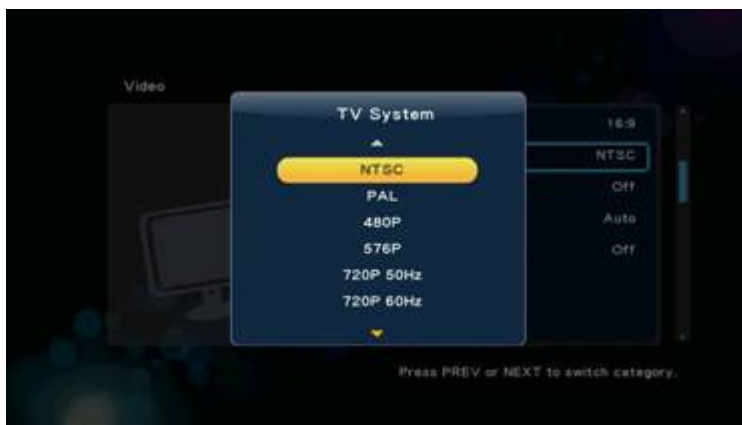 Video
TV System
NTSC
PAL
480P
576P
720P 50Hz
720P 60Hz
16:9
NTSC
Off
Auto
Off
Press PREV or NEXT to switch category.